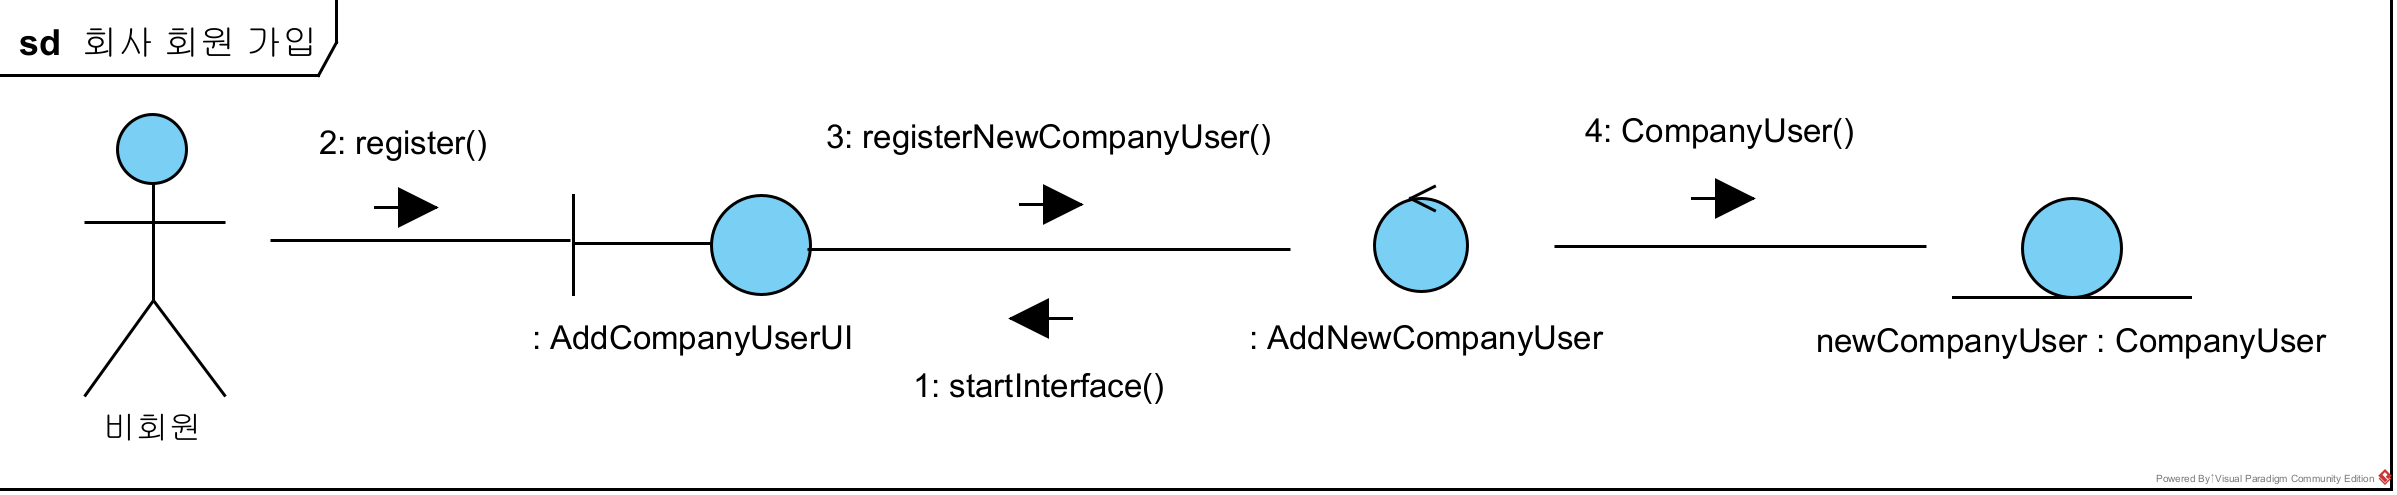 sd 회사 회원 가입
2: register()
3: registerNewCompanyUser()
4: CompanyUser()
: AddCompanyUserUI
: AddNewCompanyUser
newCompanyUser : CompanyUser
1: startInterface()
비회원
Powered By Visual Paradigm Community Edition